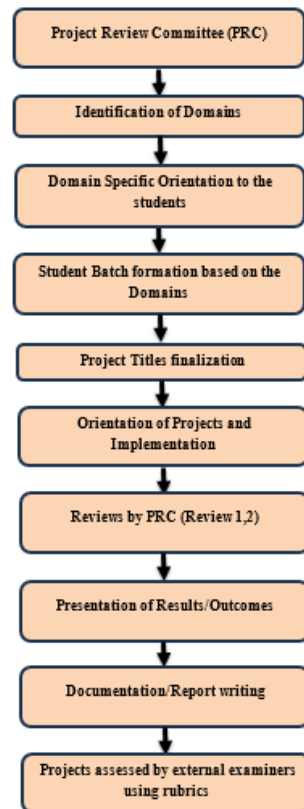 Project Review Committee (PRC)
Identification of Domains
Domain Specific Orientation to the
students
Student Batch formation based on the
Domains
Project Titles finalization
Orientation of Projects and
Implementation
Reviews by PRC (Review 1,2)
Presentation of Results/Outcomes
Documentation/Report writing
Projects assessed by external examiners
using rubrics